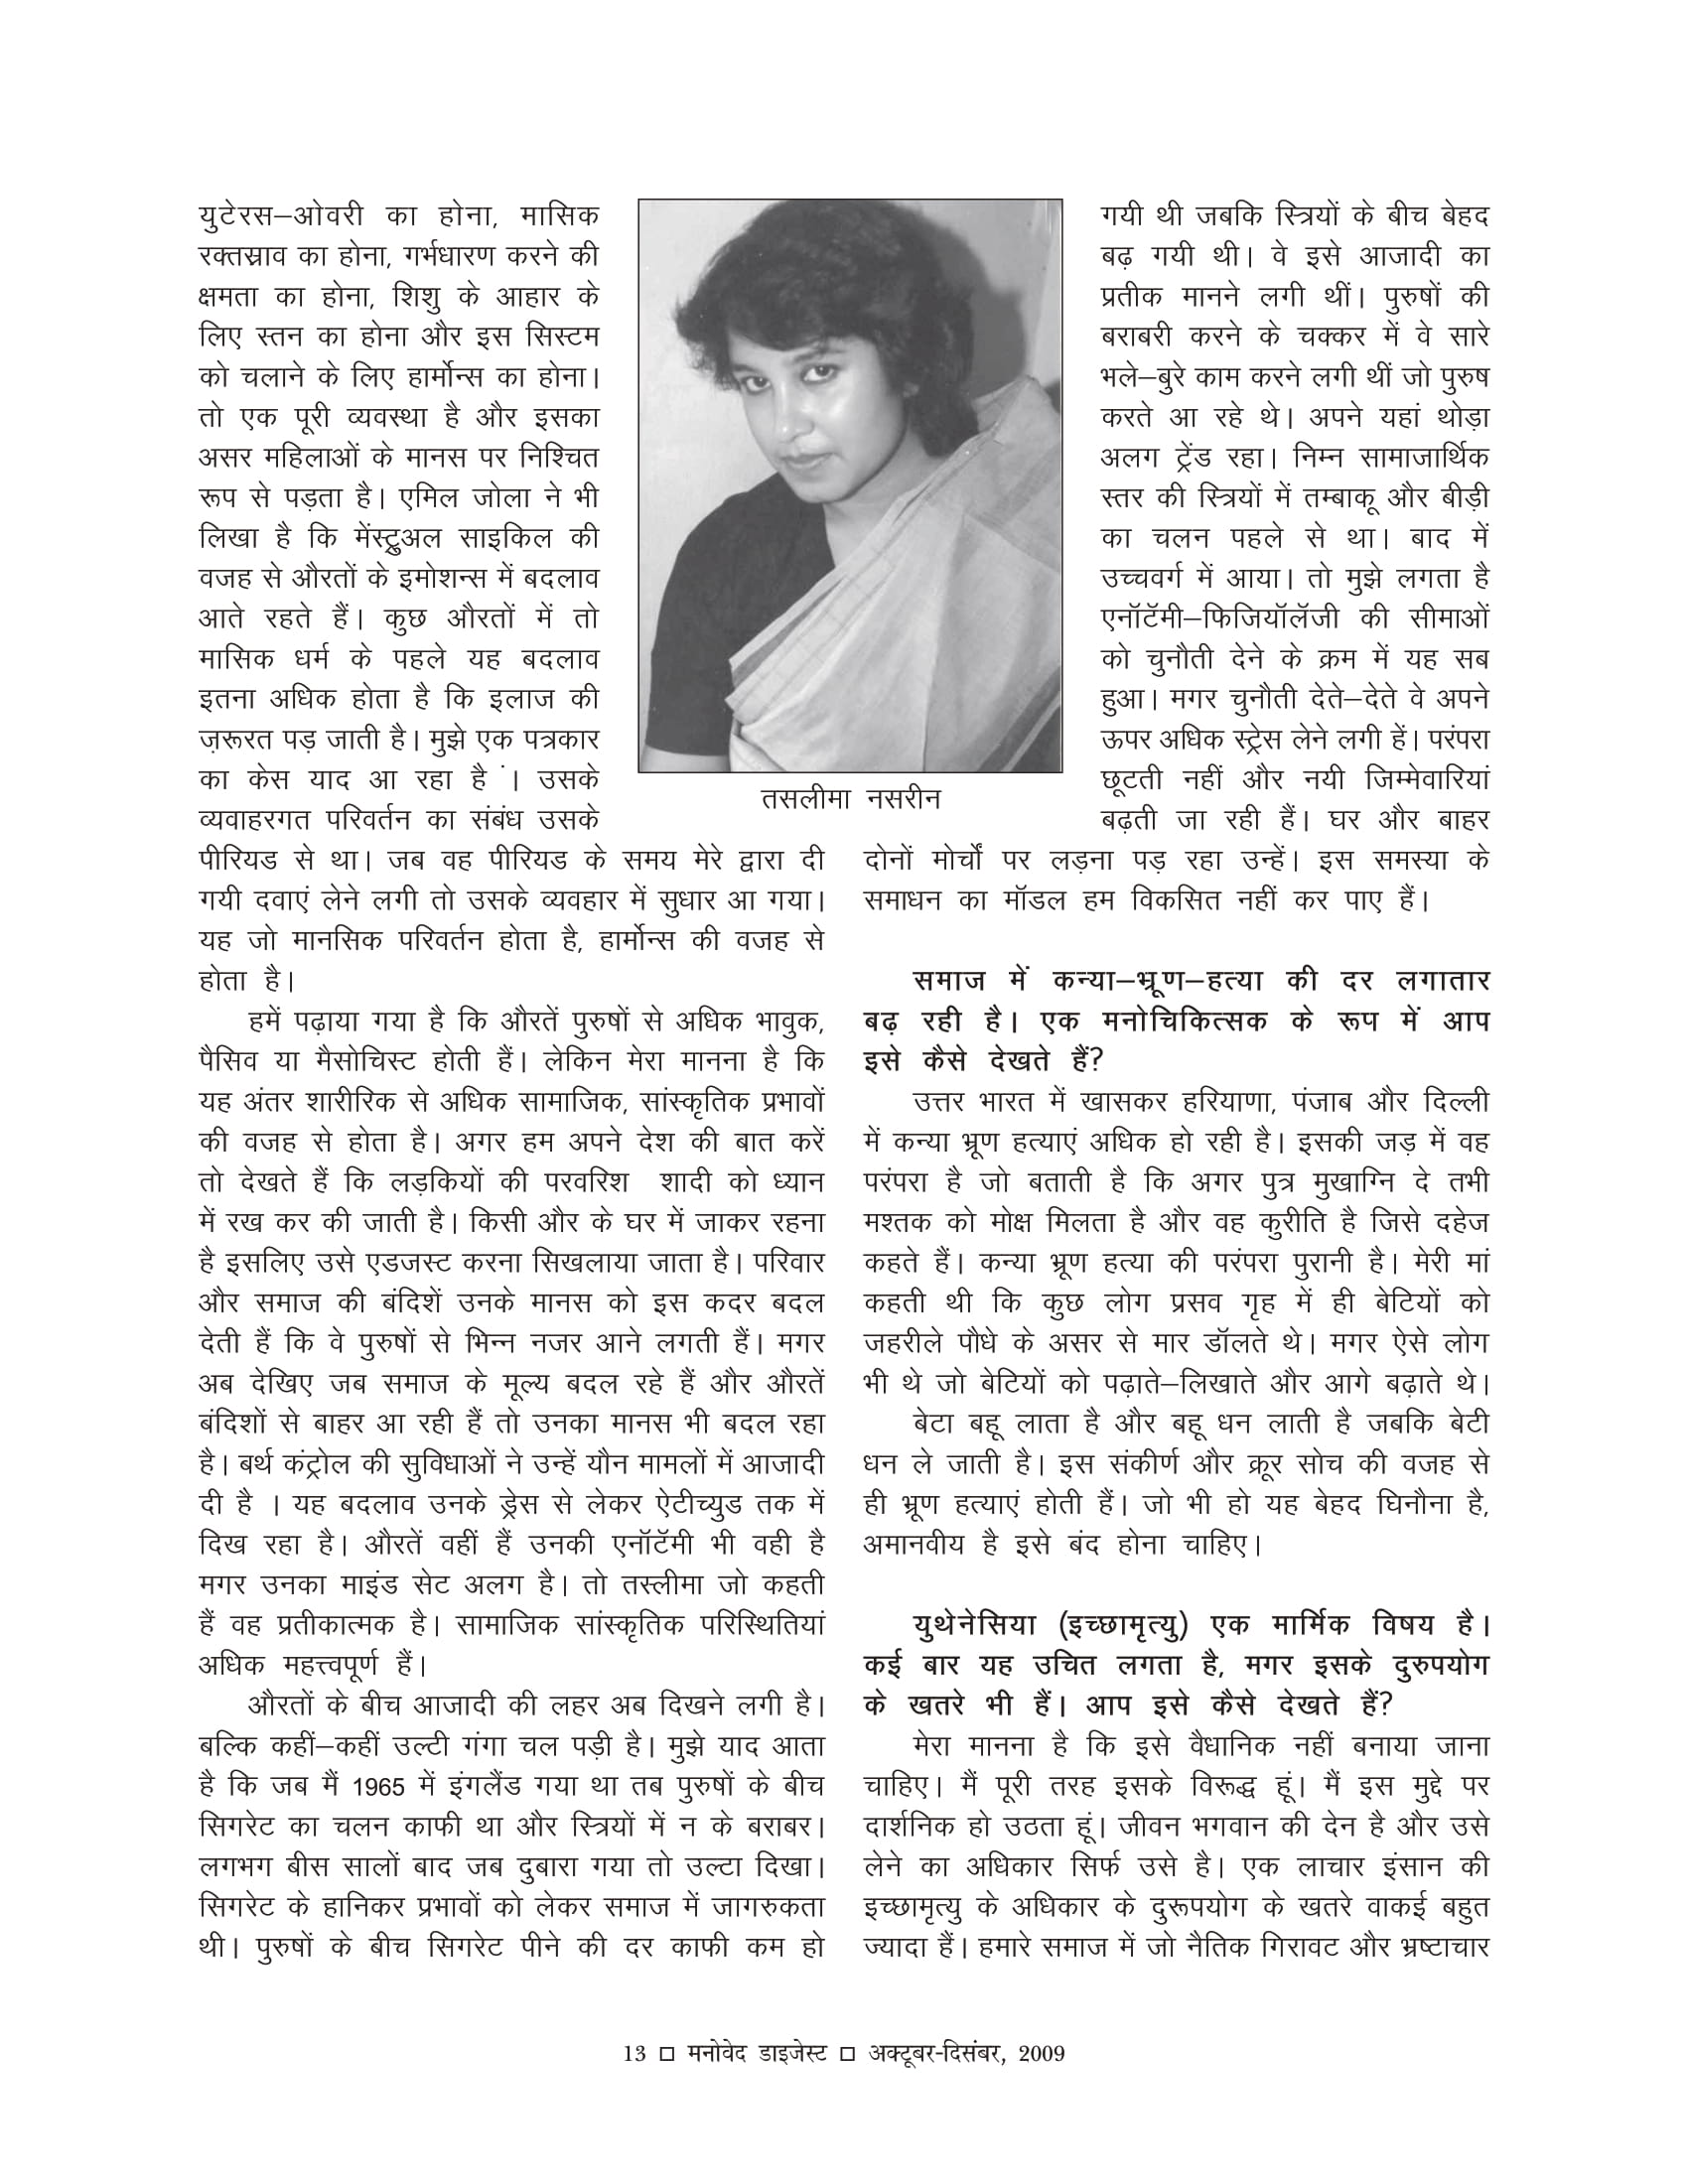 युटेरस–ओवरी का होना, मासिक
रक्तस्राव का होना, गर्भधारण करने की
क्षमता का होना, शिशु के आहार के
लिए स्तन का होना और इस सिस्टम
को चलाने के लिए हार्मोन्स का होना।
तो एक पूरी व्यवस्था है और इसका
असर महिलाओं के मानस पर निश्चित
रूप से पड़ता है। एमिल जोला ने भी
लिखा है कि मेंस्ट्रुअल साइकिल की
वजह से औरतों के इमोशन्स में बदलाव
आते रहते हैं। कुछ औरतों में तो
मासिक धर्म के पहले यह बदलाव
इतना अधिक होता है कि इलाज की
ज़रूरत पड़ जाती है। मुझे एक पत्रकार
का केस याद आ रहा है ं। उसके
व्यवाहरगत परिवर्तन का संबंध उसके
पीरियड से था। जब वह पीरियड के समय मेरे द्वारा दी
गयी दवाएं लेने लगी तो उसके व्यवहार में सुधार आ गया।
यह जो मानसिक परिवर्तन होता है, हार्मोन्स की वजह से
होता है।
हमें पढ़ाया गया है कि औरतें पुरुषों से अधिक भावुक,
पैसिव या मैसोचिस्ट होती हैं। लेकिन मेरा मानना है कि
यह अंतर शारीरिक से अधिक सामाजिक, सांस्कृतिक प्रभावों
की वजह से होता है। अगर हम अपने देश की बात करें
तो देखते हैं कि लड़कियों की परवरिश शादी को ध्यान
में रख कर की जाती है। किसी और के घर में जाकर रहना
है इसलिए उसे एडजस्ट करना सिखलाया जाता है। परिवार
और समाज की बंदिशें उनके मानस को इस कदर बदल
देती हैं कि वे पुरुषों से भिन्न नजर आने लगती हैं। मगर
अब देखिए जब समाज के मूल्य बदल रहे हैं और औरतें
बंदिशों से बाहर आ रही हैं तो उनका मानस भी बदल रहा
है। बर्थ कंट्रोल की सुविधाओं ने उन्हें यौन मामलों में आजादी
दी है । यह बदलाव उनके ड्रेस से लेकर ऐटीच्युड तक में
दिख रहा है। औरतें वहीं हैं उनकी एनॉटॅमी भी वही है
मगर उनका माइंड सेट अलग है। तो तस्लीमा जो कहती
हैं वह प्रतीकात्मक है। सामाजिक सांस्कृतिक परिस्थितियां
अधिक महत्त्वपूर्ण हैं।
औरतों के बीच आजादी की लहर अब दिखने लगी है।
बल्कि कहीं–कहीं उल्टी गंगा चल पड़ी है। मुझे याद आता
है कि जब मैं 1965 में इंगलैंड गया था तब पुरुषों के बीच
सिगरेट का चलन काफी था और स्त्रियों में न के बराबर।
लगभग बीस सालों बाद जब दुबारा गया तो उल्टा दिखा।
सिगरेट के हानिकर प्रभावों को लेकर समाज में जागरुकता
थी। पुरुषों के बीच सिगरेट पीने की दर काफी कम हो
तसलीमा नसरीन
गयी थी जबकि स्त्रियों के बीच बेहद
बढ़ गयी थी। वे इसे आजादी का
प्रतीक मानने लगी थीं। पुरुषों की
बराबरी करने के चक्कर में वे सारे
भले–बुरे काम करने लगी थीं जो पुरुष
करते आ रहे थे। अपने यहां थोड़ा
अलग ट्रेंड रहा। निम्न सामाजार्थिक
स्तर की स्त्रियों में तम्बाकू और बीड़ी
का चलन पहले से था। बाद में
उच्चवर्ग में आया। तो मुझे लगता है
एनॉटॅमी–फिजियॉलॅजी की सीमाओं
को चुनौती देने के क्रम में यह सब
हुआ। मगर चुनौती देते–देते वे अपने
ऊपर अधिक स्ट्रेस लेने लगी हें। परंपरा
छूटती नहीं और नयी जिम्मेवारियां
बढ़ती जा रही हैं। घर और बाहर
दोनों मोर्चों पर लड़ना पड़ रहा उन्हें। इस समस्या के
समाधन का मॉडल हम विकसित नहीं कर पाए हैं।
समाज में कन्या–भ्रूण–हत्या की दर लगातार
बढ़ रही है। एक मनोचिकित्सक के रूप में आप
इसे कैसे देखते हैं?
उत्तर भारत में खासकर हरियाणा, पंजाब और दिल्ली
में कन्या भ्रूण हत्याएं अधिक हो रही है। इसकी जड़ में वह
परंपरा है जो बताती है कि अगर पुत्र मुखाग्नि दे तभी
मश्तक को मोक्ष मिलता है और वह कुरीति है जिसे दहेज
कहते हैं। कन्या भ्रूण हत्या की परंपरा पुरानी है। मेरी मां
कहती थी कि कुछ लोग प्रसव गृह में ही बेटियों को
जहरीले पौधे के असर से मार डॉलते थे। मगर ऐसे लोग
भी थे जो बेटियों को पढ़ाते–लिखाते और आगे बढ़ाते थे।
बेटा बहू लाता है और बहू धन लाती है जबकि बेटी
धन ले जाती है। इस संकीर्ण और क्रूर सोच की वजह से
ही भ्रूण हत्याएं होती हैं। जो भी हो यह बेहद घिनौना है,
अमानवीय है इसे बंद होना चाहिए।
युथेनेसिया (इच्छामृत्यु) एक मार्मिक विषय है।
कई बार यह उचित लगता है, मगर इसके दुरुपयोग
के खतरे भी हैं। आप इसे कैसे देखते हैं?
मेरा मानना है कि इसे वैधानिक नहीं बनाया जाना
चाहिए। मैं पूरी तरह इसके विरूद्ध हूं। मैं इस मुद्दे पर
दार्शनिक हो उठता हूं। जीवन भगवान की देन है और उसे
लेने का अधिकार सिर्फ उसे है। एक लाचार इंसान की
इच्छामृत्यु के अधिकार के दुरूपयोग के खतरे वाकई बहुत
ज्यादा हैं। हमारे समाज में जो नैतिक गिरावट और भ्रष्टाचार
13 □ मनोवेद डाइजेस्ट □ अक्टूबर-दिसंबर, 2009